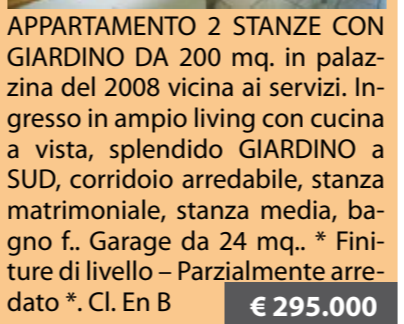 APPARTAMENTO 2 STANZE CON
GIARDINO DA 200 mq. in palaz-
zina del 2008 vicina ai servizi. In-
gresso in ampio living con cucina
a vista, splendido GIARDINO a
SUD, corridoio arredabile, stanza
matrimoniale, stanza media, ba-
gno f.. Garage da 24 mq.. * Fini-
ture di livello – Parzialmente arre-
dato *. Cl. En B
€ 295.000